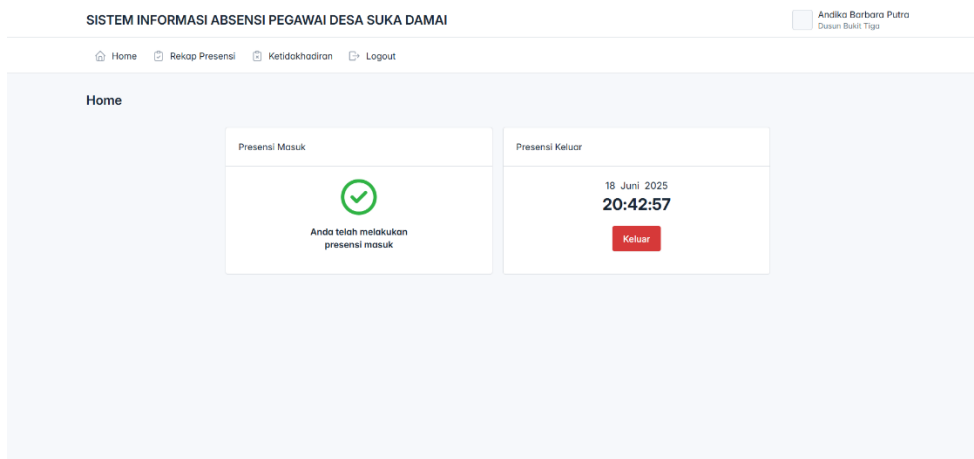 SISTEM INFORMASI ABSENSI PEGAWAI DESA SUKA DAMAI
Andika Barbara Putra
Dusun Bukit Tiga
Home
Rekap Presensi
Ketidakhadiran
Logout
Home
Presensi Masuk
Anda telah melakukan
presensi masuk
Presensi Keluar
18 Juni 2025
20:42:57
Keluar